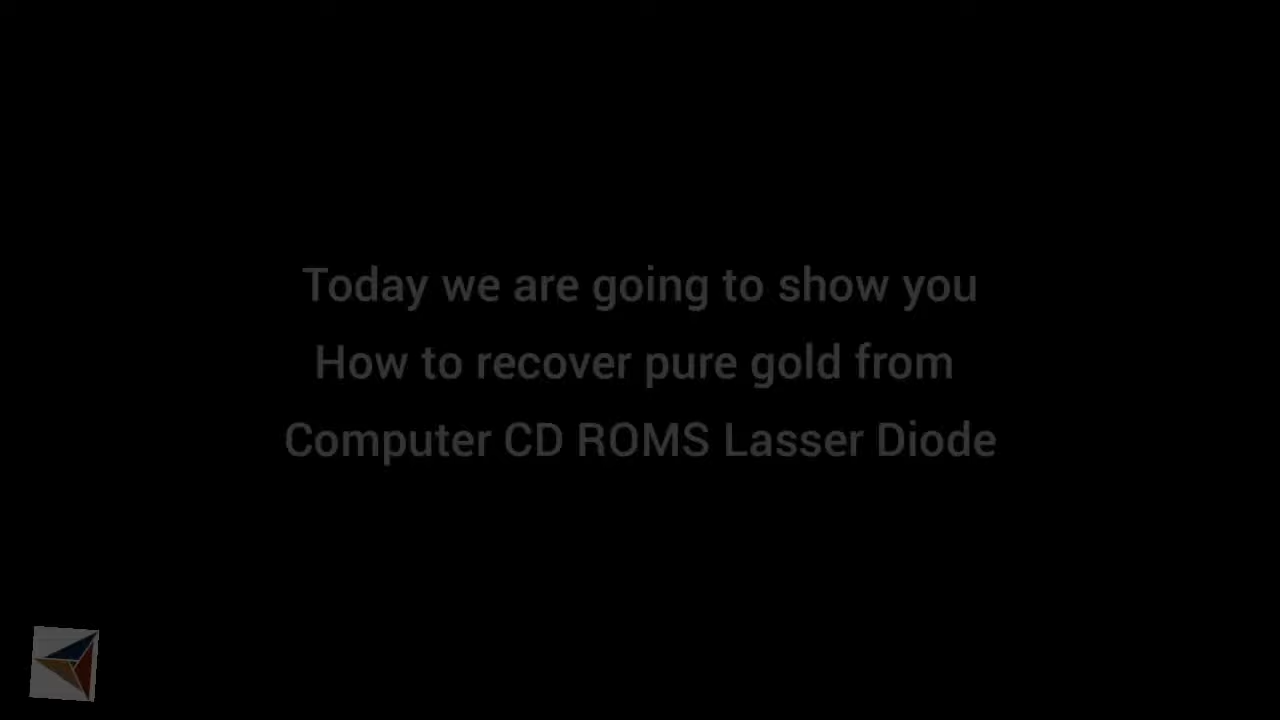 Today we are going to show you
How to recover pure gold from
Computer CD ROMS Lasser Diode